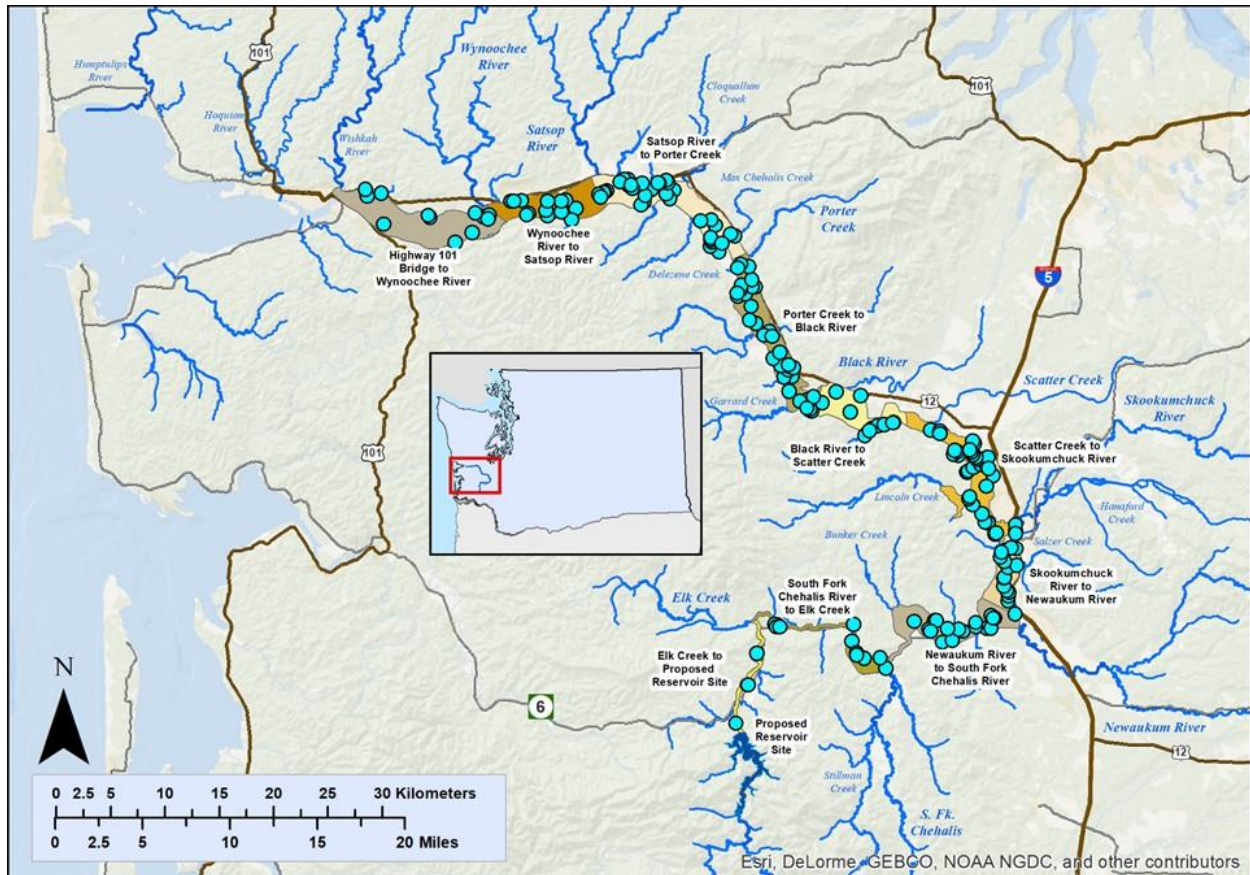 101
Humptulips
River
Hoquiam
River
Wishkah
River
Wynoochee
River
Satsop
River
Cloquallum
Creek
101
Satsop River
to Porter Creek
Mox Chehalis Creek
Porter
Creek
Wynoochee
River to
Satsop River
Highway 101
Bridge to
Wynoochee River
Delezene Creek
5
Porter Creek to
Black River
Black River
Scatter Creek
Skookumchuck
River
12
Garrard Creek
Black River to
Scatter Creek
Scatter Creek to
Skookumchuck River
101
Lincoln Creek
Hanaford
Creek
Bunker Creek
Salzer Creek
Skookumchuck
River to
Newaukum River
South Fork
Chehalis River
to Elk Creek
Elk Creek
Elk Creek to
Proposed
Reservoir Site
Newaukum River
to South Fork
Chehalis River
N
6
Proposed
Reservoir
Site
Newaukum River
12
Stillman
Creek
S. Fk.
Chehalis
0 2.5 5 10 15 20 25 30 Kilometers
0 2.5 5 10 15 20 Miles
Esri, DeLorme, GEBCO, NOAA NGDC, and other contributors